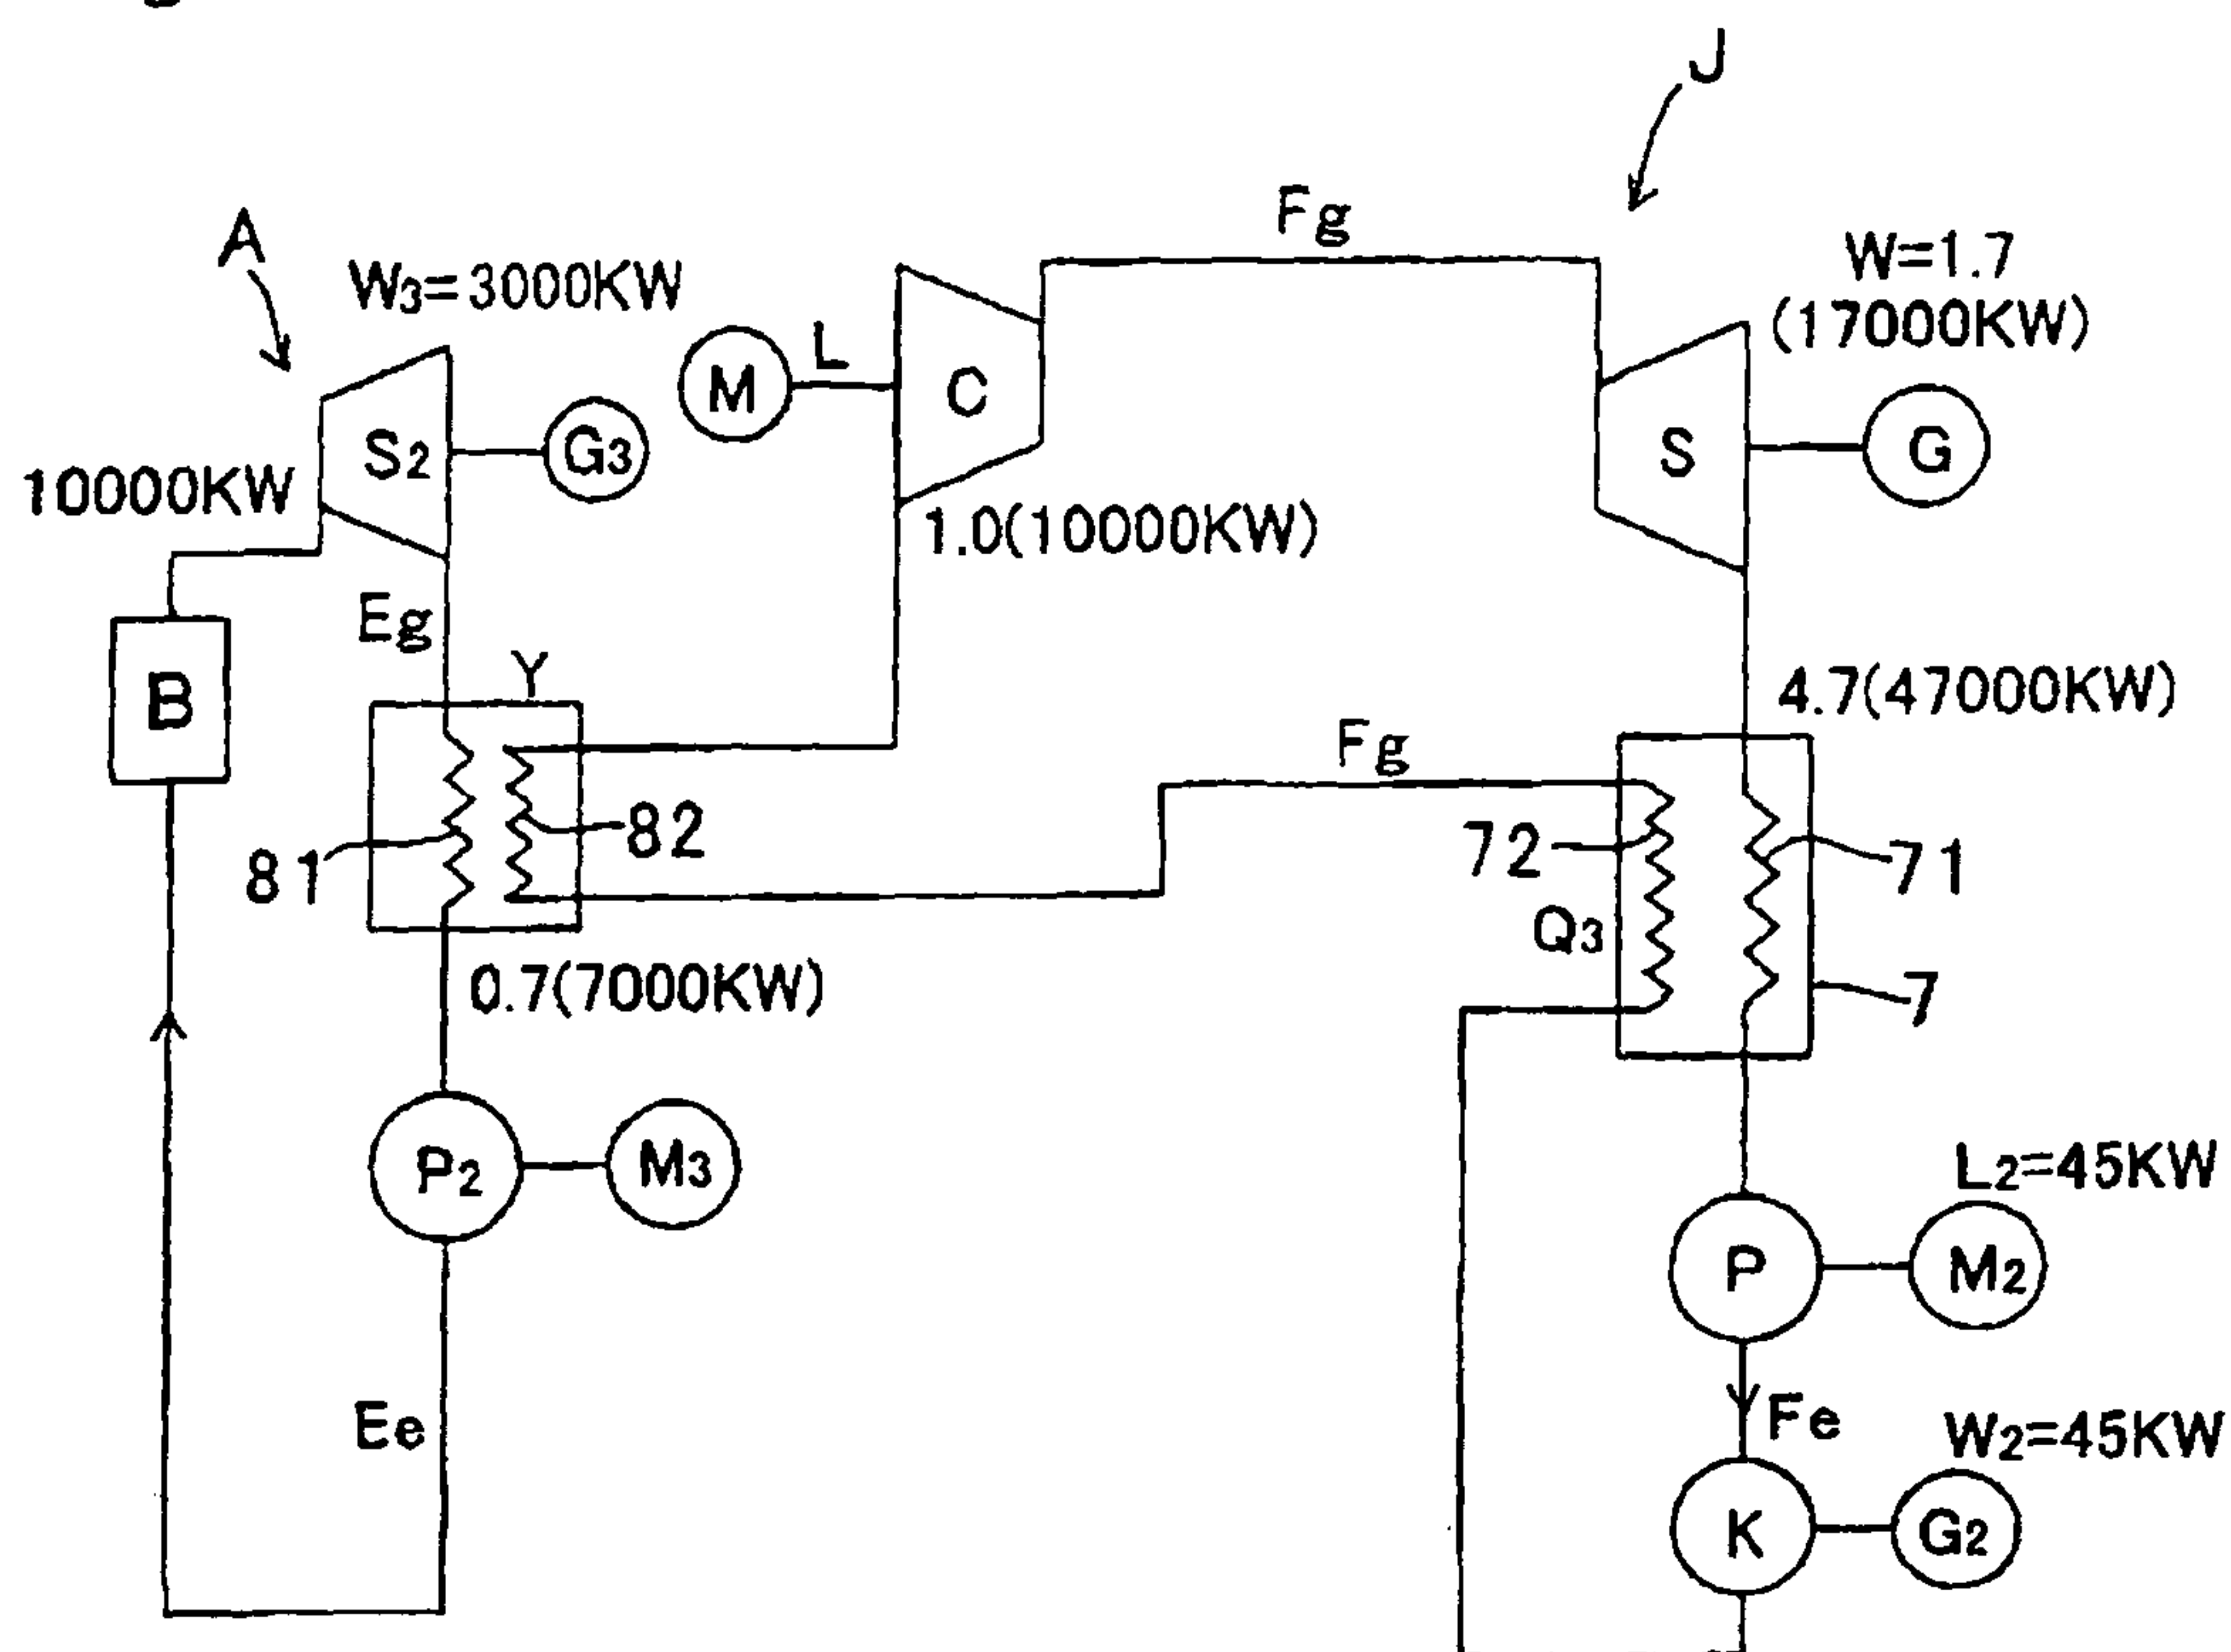 J
Fg
A
W3=3000KW
W=1.7
(17000KW)
M
L
C
S2
G3
S
G
10000KW
1.0(10000KW)
Eg
Y
B
4.7(47000KW)
Fg
82
72
71
81
Q3
7
0.7(7000KW)
P2
M3
L2=45KW
P
M2
Ee
Fe
W2=45KW
K
G2